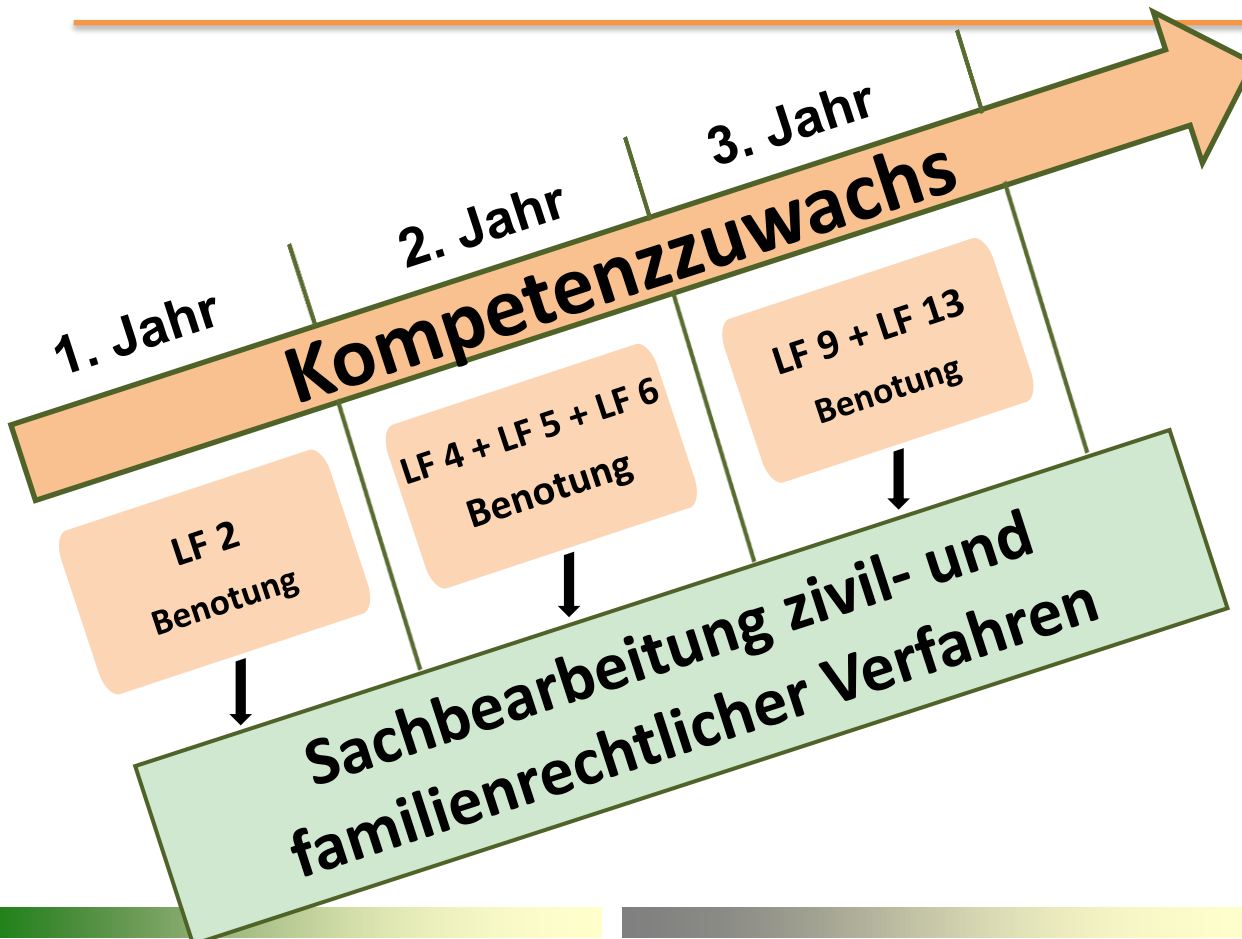 1. Jahr
2. Jahr
3. Jahr
Kompetenzzuwachs
LF 2
Benotung
LF 4 + LF 5 + LF 6
Benotung
LF 9 + LF 13
Benotung
Sachbearbeitung zivil- und
familienrechtlicher Verfahren